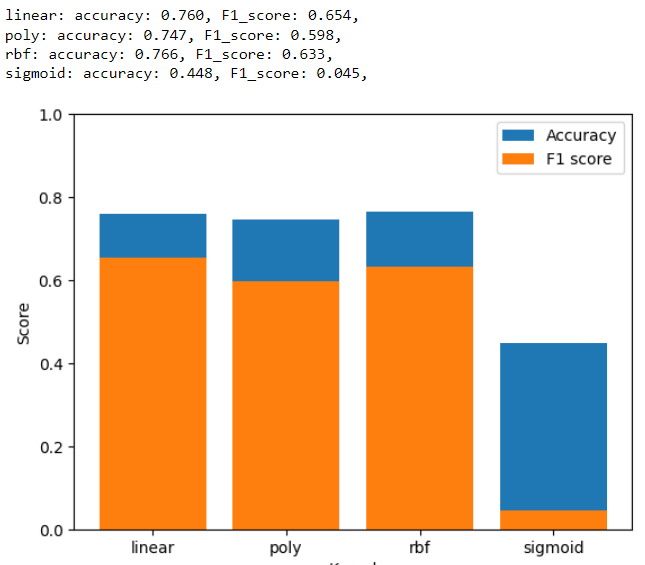 linear: accuracy: 0.760, F1_score: 0.654,
poly: accuracy: 0.747, F1_score: 0.598,
rbf: accuracy: 0.766, F1_score: 0.633,
sigmoid: accuracy: 0.448, F1_score: 0.045,
Accuracy
F1 score
1.0
0.8
0.6
0.4
0.2
0.0
Score
linear poly rbf sigmoid